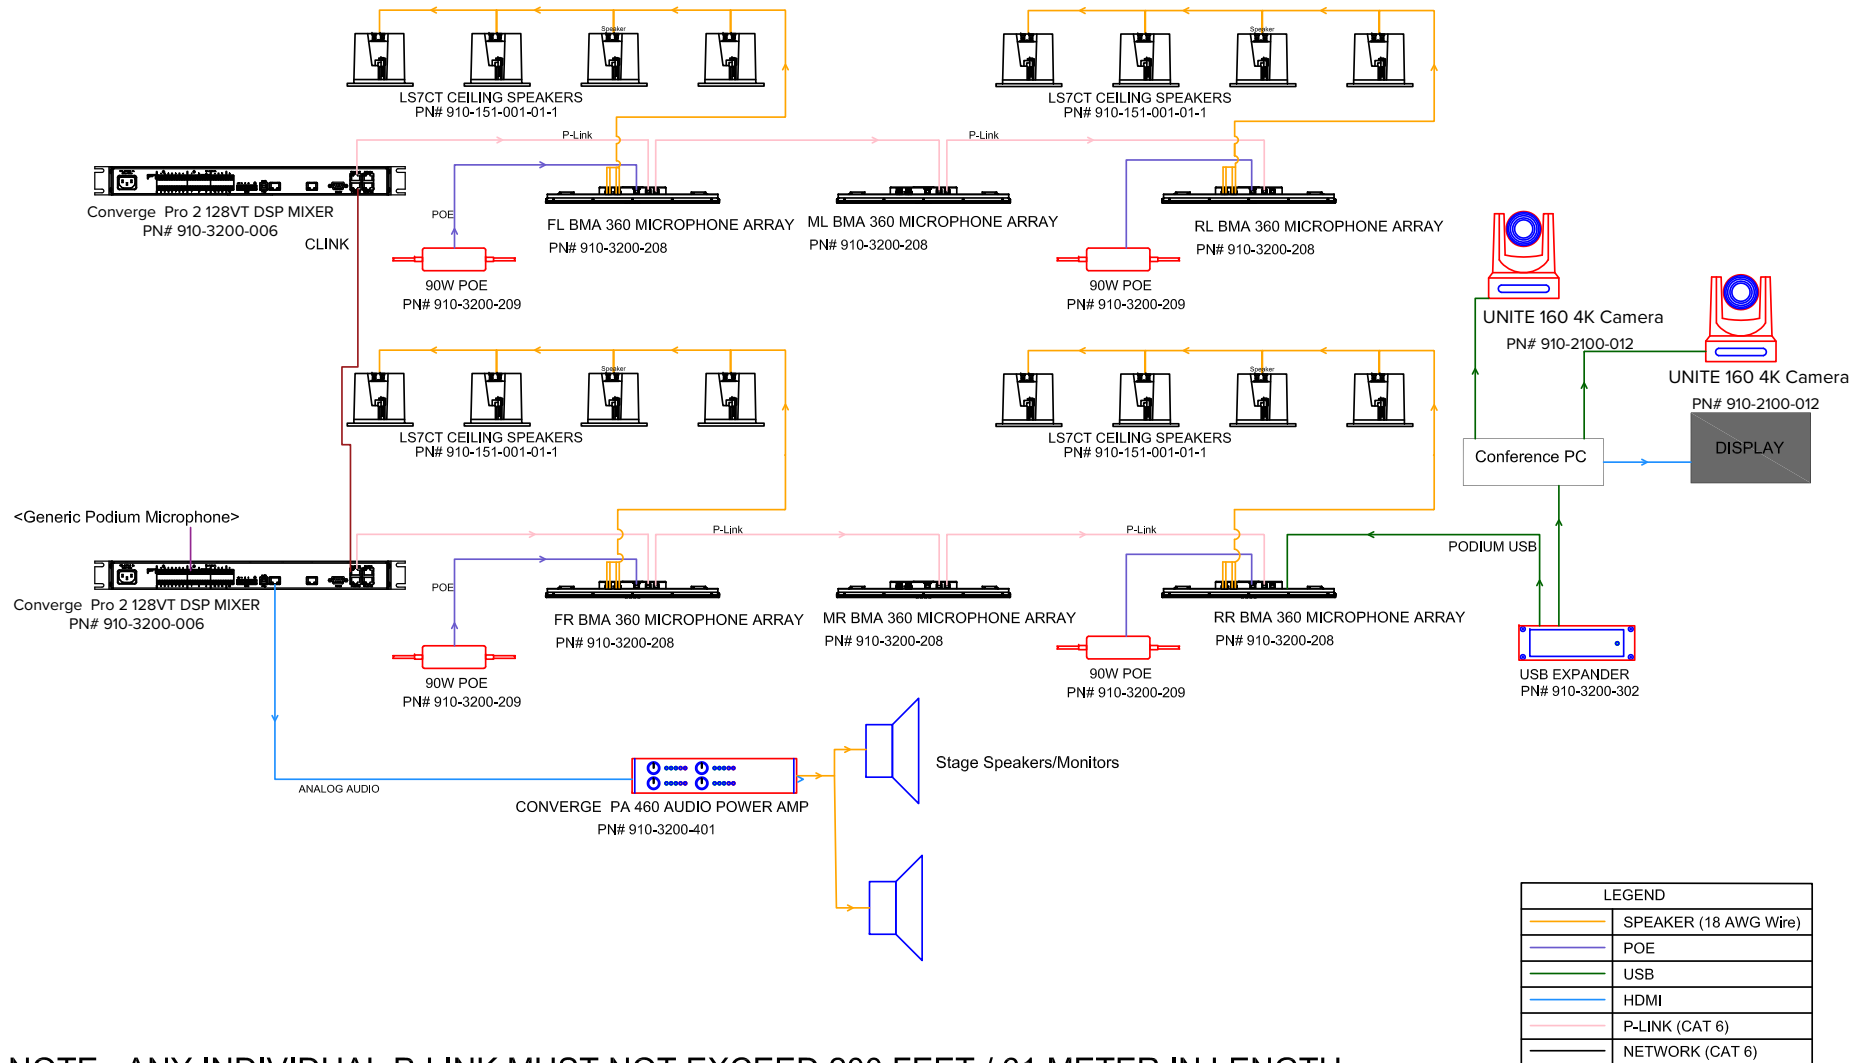 Speaker
Speaker
LS7CT CEILING SPEAKERS
PN# 910-151-001-01-1
LS7CT CEILING SPEAKERS
PN# 910-151-001-01-1
P-Link
P-Link
Converge Pro 2 128VT DSP MIXER
PN# 910-3200-006
CLINK
POE
FL BMA 360 MICROPHONE ARRAY
PN# 910-3200-208
ML BMA 360 MICROPHONE ARRAY
PN# 910-3200-208
RL BMA 360 MICROPHONE ARRAY
PN# 910-3200-208
90W POE
PN# 910-3200-209
90W POE
PN# 910-3200-209
UNITE 160 4K Camera
PN# 910-2100-012
UNITE 160 4K Camera
PN# 910-2100-012
Speaker
Speaker
LS7CT CEILING SPEAKERS
PN# 910-151-001-01-1
LS7CT CEILING SPEAKERS
PN# 910-151-001-01-1
Conference PC
DISPLAY
<Generic Podium Microphone>
P-Link
P-Link
PODIUM USB
Converge Pro 2 128VT DSP MIXER
PN# 910-3200-006
POE
FR BMA 360 MICROPHONE ARRAY
PN# 910-3200-208
MR BMA 360 MICROPHONE ARRAY
PN# 910-3200-208
RR BMA 360 MICROPHONE ARRAY
PN# 910-3200-208
90W POE
PN# 910-3200-209
90W POE
PN# 910-3200-209
USB EXPANDER
PN# 910-3200-302
ANALOG AUDIO
CONVERGE PA 460 AUDIO POWER AMP
PN# 910-3200-401
Stage Speakers/Monitors
LEGEND
SPEAKER (18 AWG Wire)
POE
USB
HDMI
P-LINK (CAT 6)
NETWORK (CAT 6)